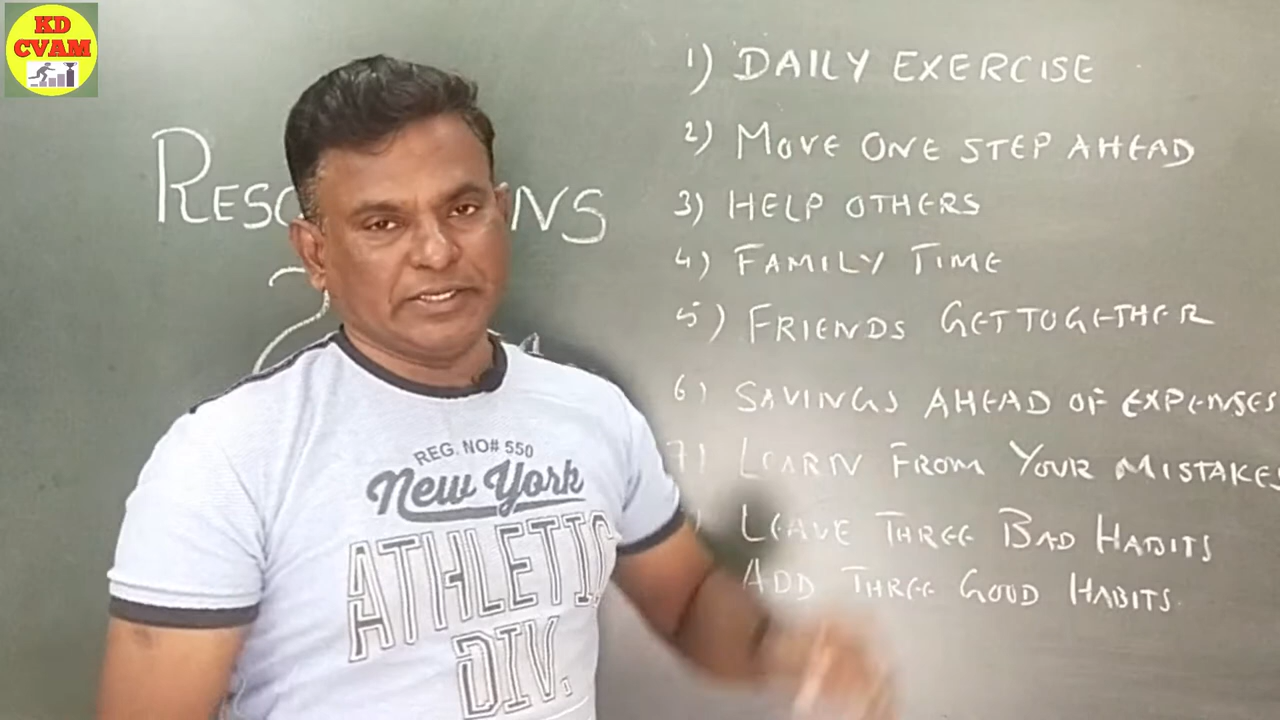 KD
CVAM
1) DAILY EXERCISE
2) MOVE ONE STEP AHEAD
3) HELP OTHERS
4) FAMILY TIME
5) FRIENDS GETTOGETHER
6) SAVINGS AHEAD OF EXPENSES
7) LEARN FROM YOUR MISTAKES
LEAVE THREE BAD HABITS
ADD THREE GOOD HABITS
REG. NO# 550
New York
ATHLETIC
DIV.